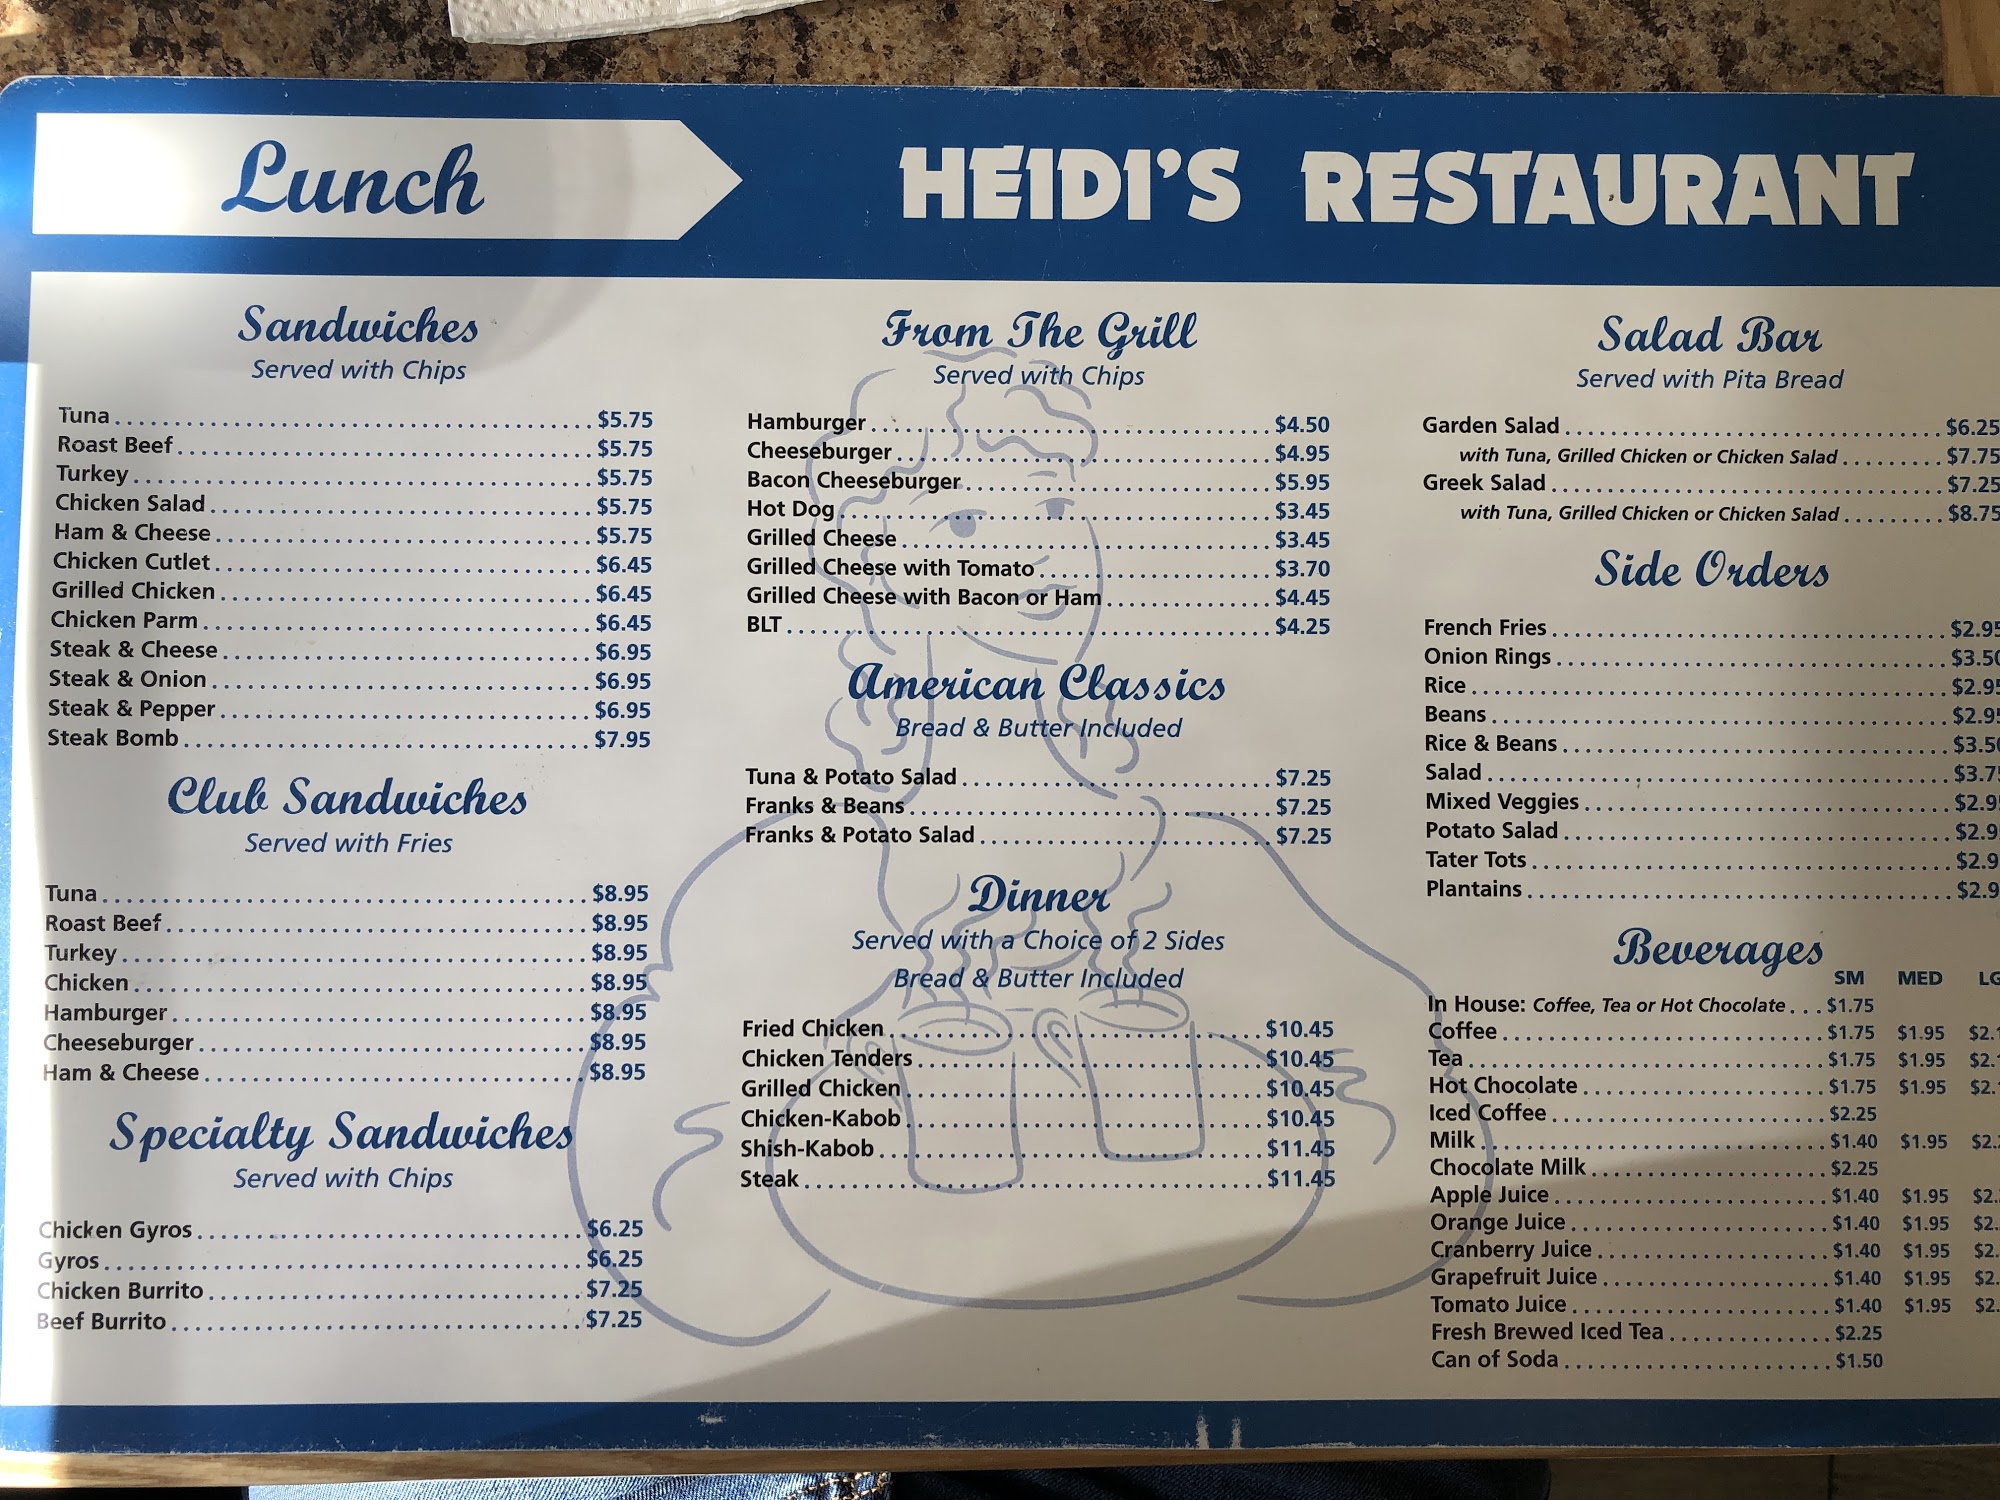 Lunch
HEIDI'S RESTAURANT
Sandwiches
Served with Chips
Tuna $5.75
Roast Beef $5.75
Turkey $5.75
Chicken Salad $5.75
Ham & Cheese $5.75
Chicken Cutlet $6.45
Grilled Chicken $6.45
Chicken Parm $6.45
Steak & Cheese $6.95
Steak & Onion $6.95
Steak & Pepper $6.95
Steak Bomb $7.95
Club Sandwiches
Served with Fries
Tuna $8.95
Roast Beef $8.95
Turkey $8.95
Chicken $8.95
Hamburger $8.95
Cheeseburger $8.95
Ham & Cheese $8.95
Specialty Sandwiches
Served with Chips
Chicken Gyros $6.25
Gyros $6.25
Chicken Burrito $7.25
Beef Burrito $7.25
From The Grill
Served with Chips
Hamburger $4.50
Cheeseburger $4.95
Bacon Cheeseburger $5.95
Hot Dog $3.45
Grilled Cheese $3.45
Grilled Cheese with Tomato $3.70
Grilled Cheese with Bacon or Ham $4.45
BLT $4.25
American Classics
Bread & Butter Included
Tuna & Potato Salad $7.25
Franks & Beans $7.25
Franks & Potato Salad $7.25
Dinner
Served with a Choice of 2 Sides
Bread & Butter Included
Fried Chicken $10.45
Chicken Tenders $10.45
Grilled Chicken $10.45
Chicken-Kabob $10.45
Shish-Kabob $11.45
Steak $11.45
Salad Bar
Served with Pita Bread
Garden Salad $6.25
with Tuna, Grilled Chicken or Chicken Salad $7.75
Greek Salad $7.25
with Tuna, Grilled Chicken or Chicken Salad $8.75
Side Orders
French Fries $2.95
Onion Rings $3.50
Rice $2.95
Beans $2.95
Rice & Beans $3.50
Salad
Mixed Veggies
Potato Salad
Tater Tots
Plantains
Beverages
SM MED
In House: Coffee, Tea or Hot Chocolate $1.75
Coffee $1.75 $1.95
Tea $1.75 $1.95
Hot Chocolate $1.75 $1.95
Iced Coffee $2.25
Milk $1.40 $1.95
Chocolate Milk $2.25
Apple Juice $1.40 $1.95
Orange Juice $1.40 $1.95
Cranberry Juice $1.40 $1.95
Grapefruit Juice $1.40 $1.95
Tomato Juice $1.40 $1.95
Fresh Brewed Iced Tea $2.25
Can of Soda $1.50